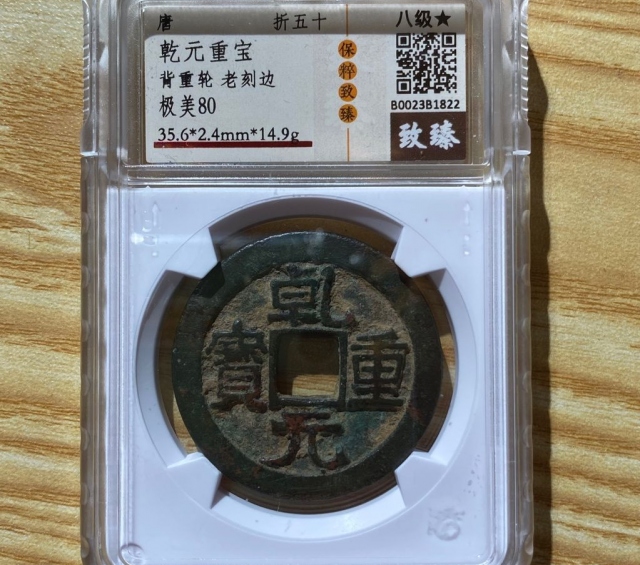 唐 折五十 八级★
乾元重宝
背重轮 老刻边
极美80
35.6*2.4mm*14.9g
保粹致臻
B0023B1822
致臻
乾元重寶